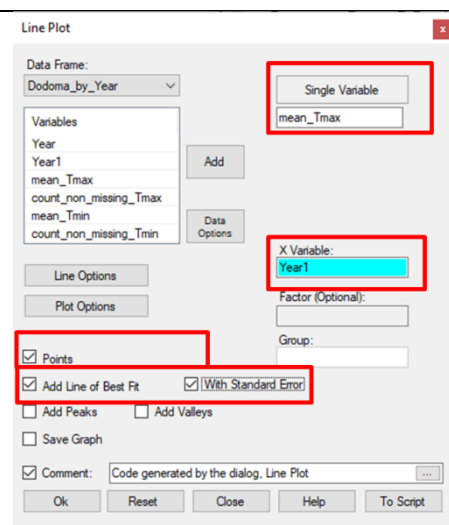 Line Plot
x
Data Frame:
Dodoma_by_Year
Single Variable
mean_Tmax
Variables
Year
Year1
mean_Tmax
count_non_missing_Tmax
mean_Tmin
count_non_missing_Tmin
Add
Data
Options
X Variable:
Year1
Line Options
Factor (Optional):
Plot Options
Group:
Points
Add Line of Best Fit With Standard Error
Add Peaks Add Valleys
Save Graph
Comment: Code generated by the dialog, Line Plot ...
Ok Reset Close Help To Script